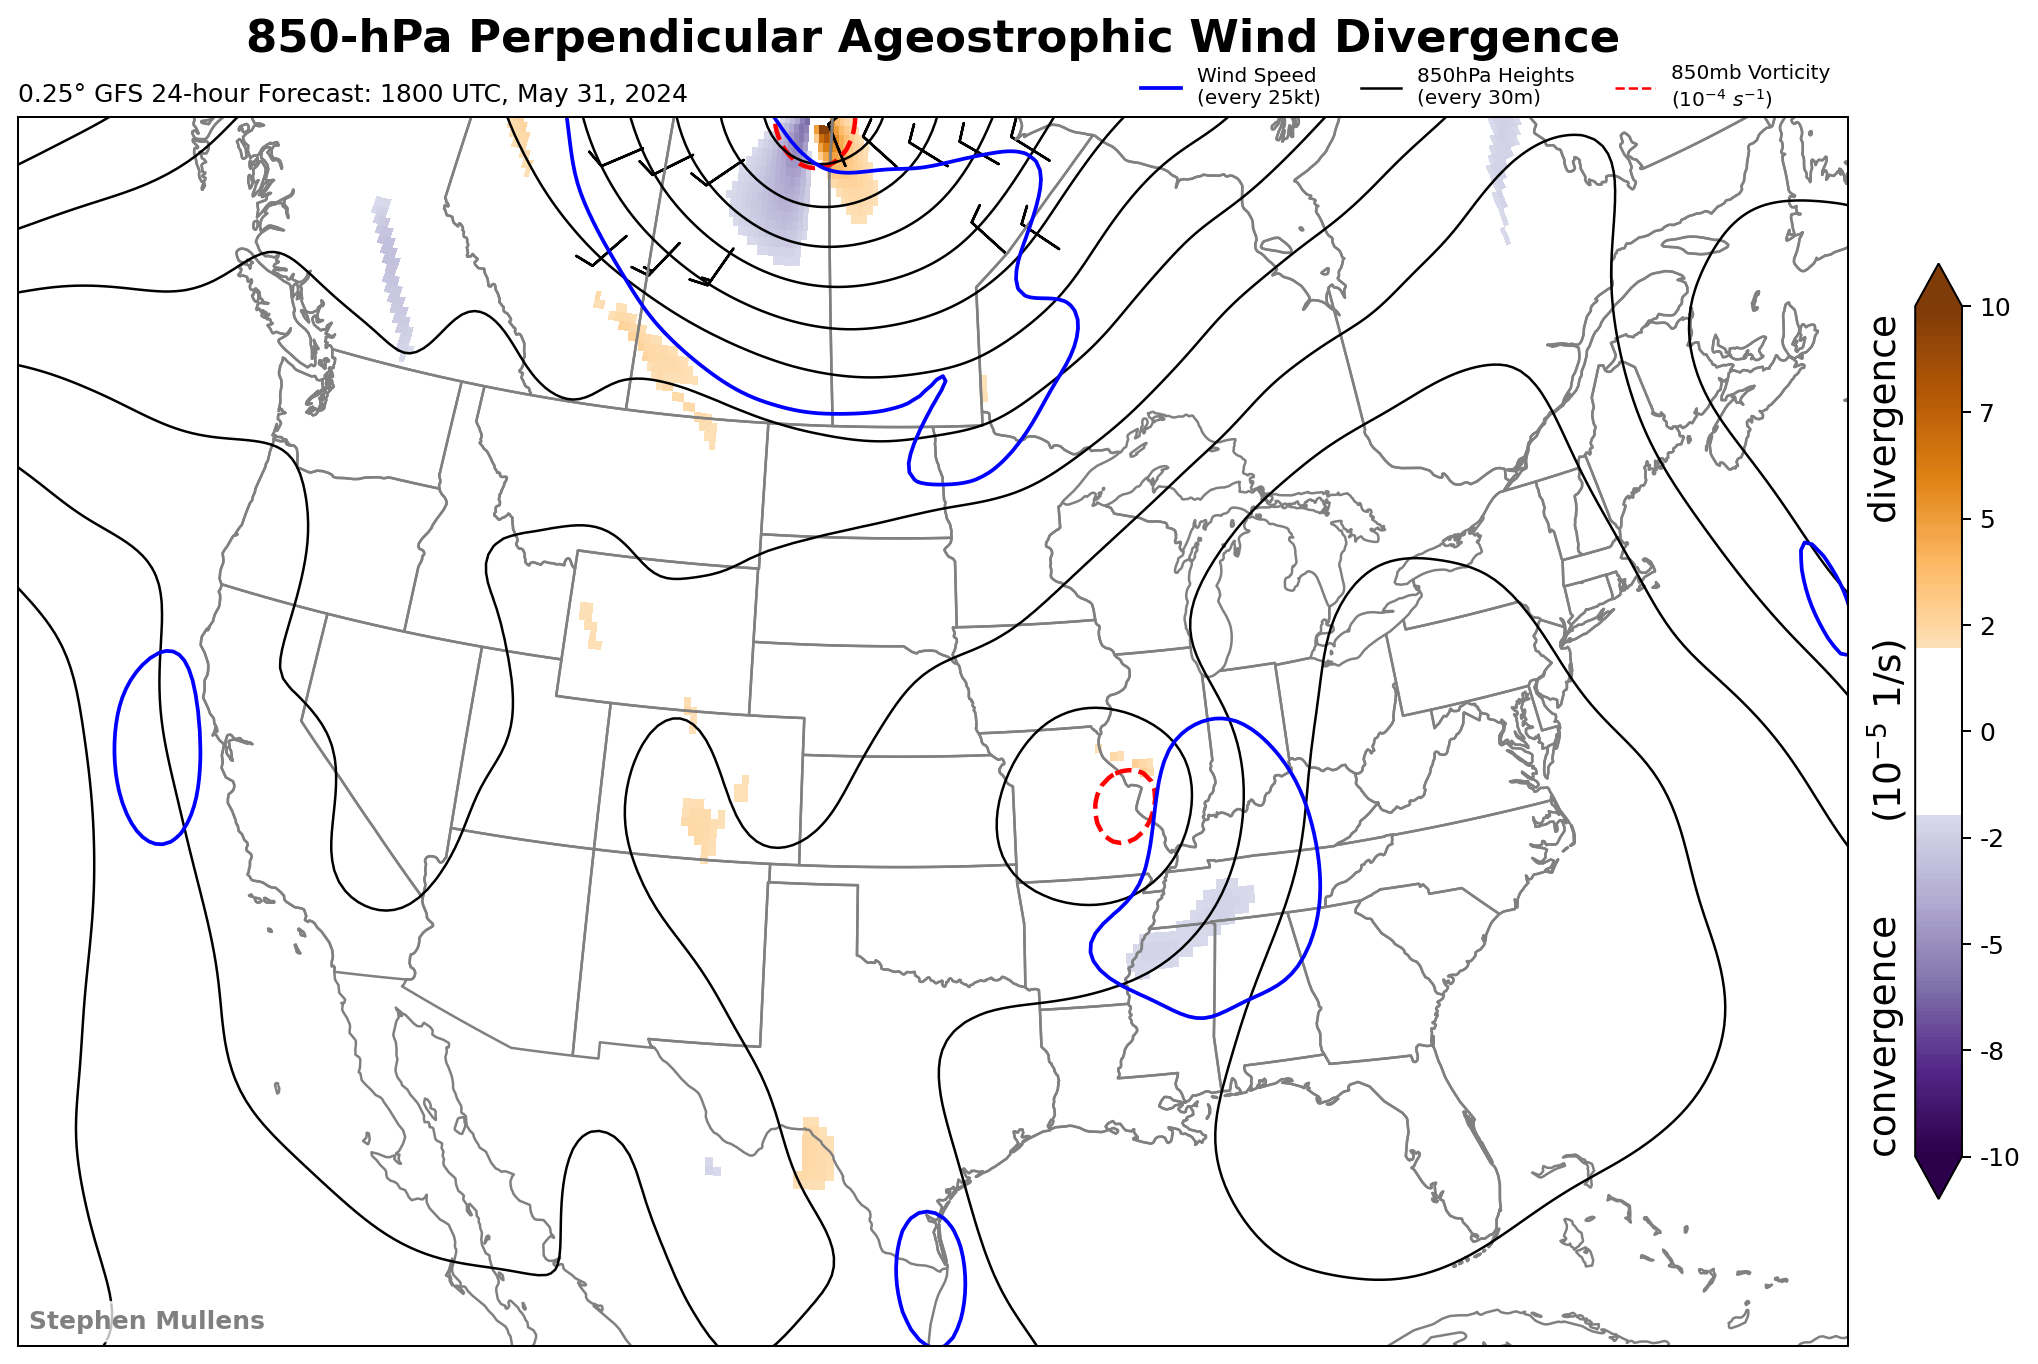 850-hPa Perpendicular Ageostrophic Wind Divergence
0.25° GFS 24-hour Forecast: 1800 UTC, May 31, 2024
Wind Speed
(every 25kt)
850hPa Heights
(every 30m)
850mb Vorticity
(10⁻⁴ s⁻¹)
10
7
5
2
0
-2
-5
-8
-10
convergence (10⁻⁵ 1/s) divergence
Stephen Mullens